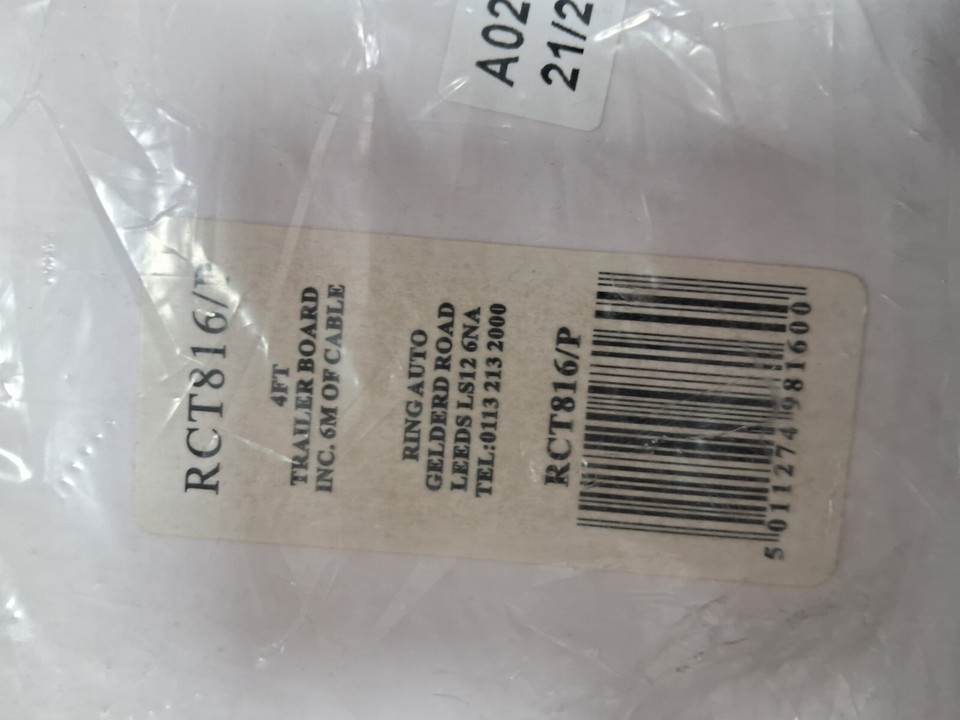 A02
21/2
RCT816/P
4FT
TRAILER BOARD
INC. 6M OF CABLE
RING AUTO
GELDERD ROAD
LEEDS LS12 6NA
TEL:0113 213 2000
RCT816/P
5 011274 981600